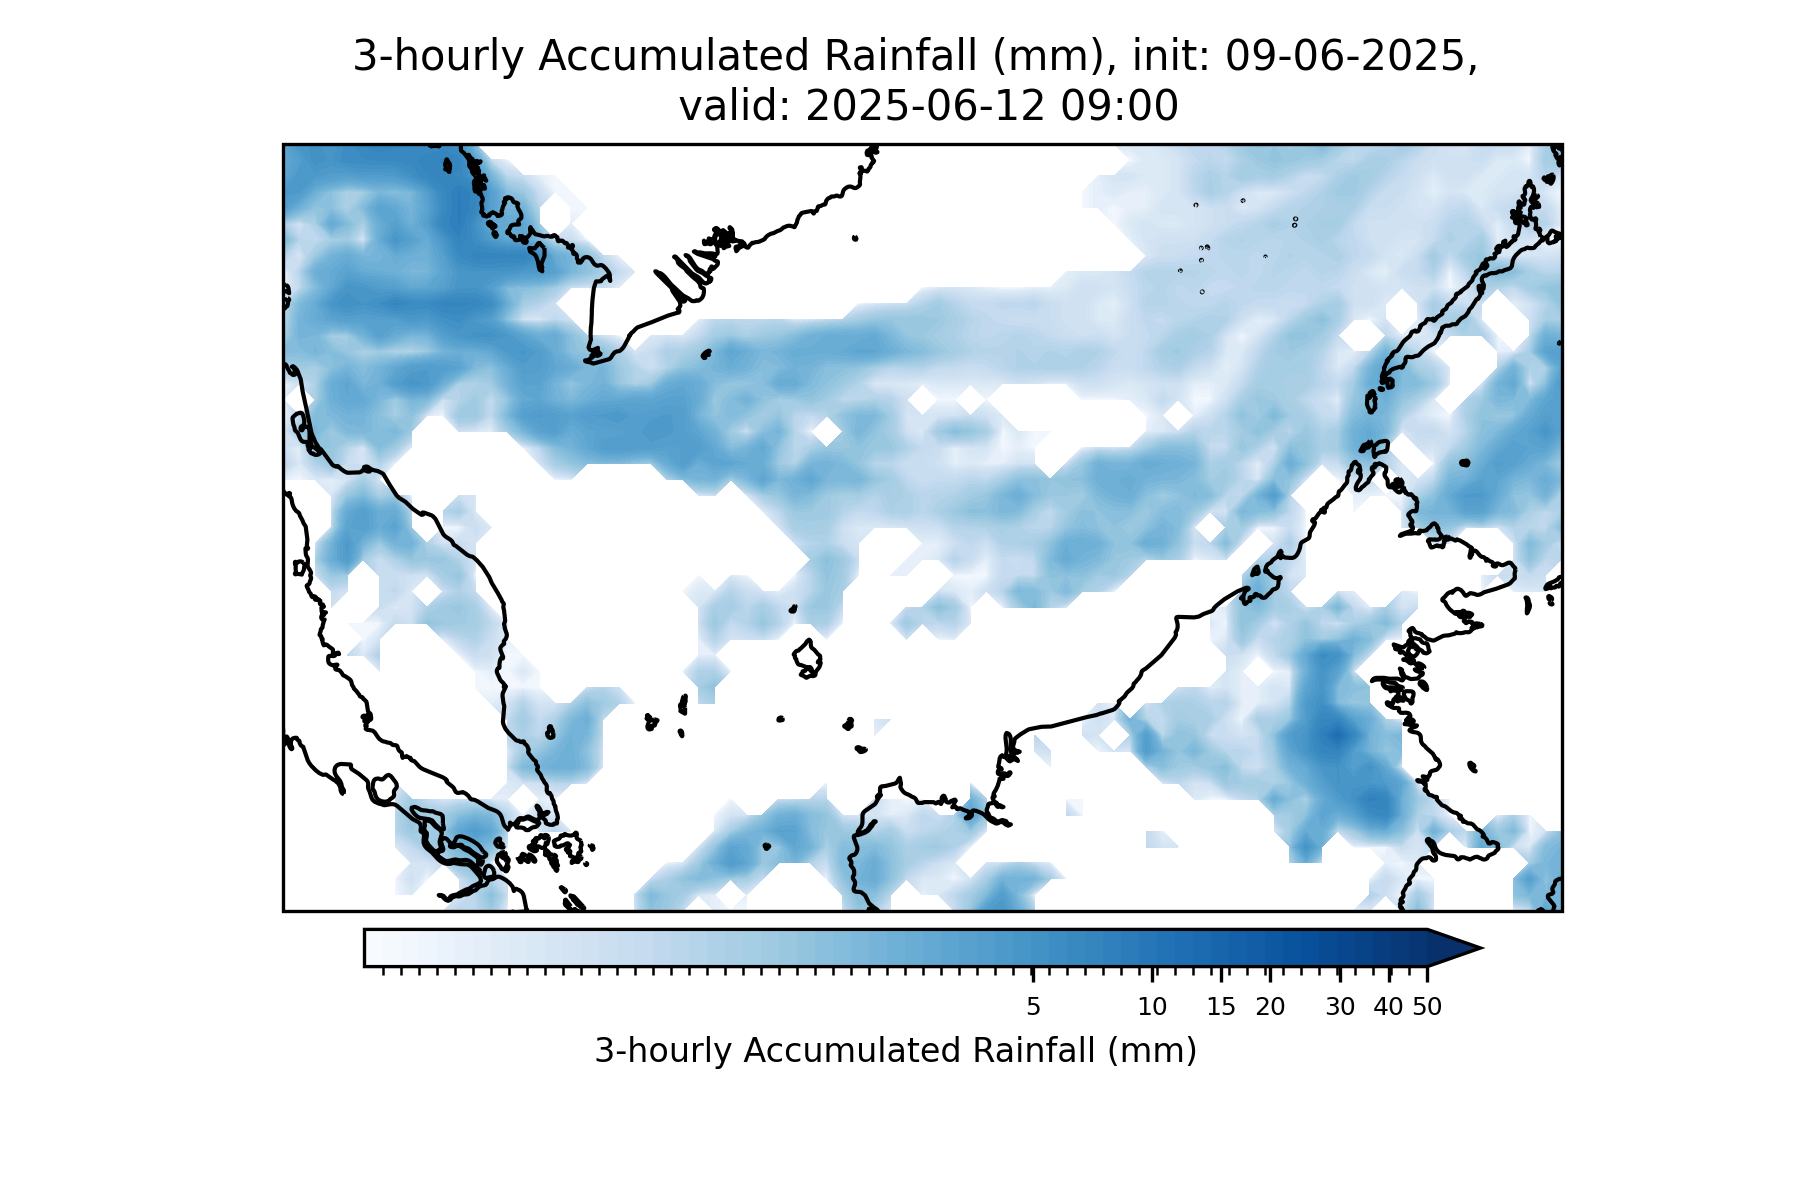 3-hourly Accumulated Rainfall (mm), init: 09-06-2025,
valid: 2025-06-12 09:00
5 10 15 20 30 40 50
3-hourly Accumulated Rainfall (mm)